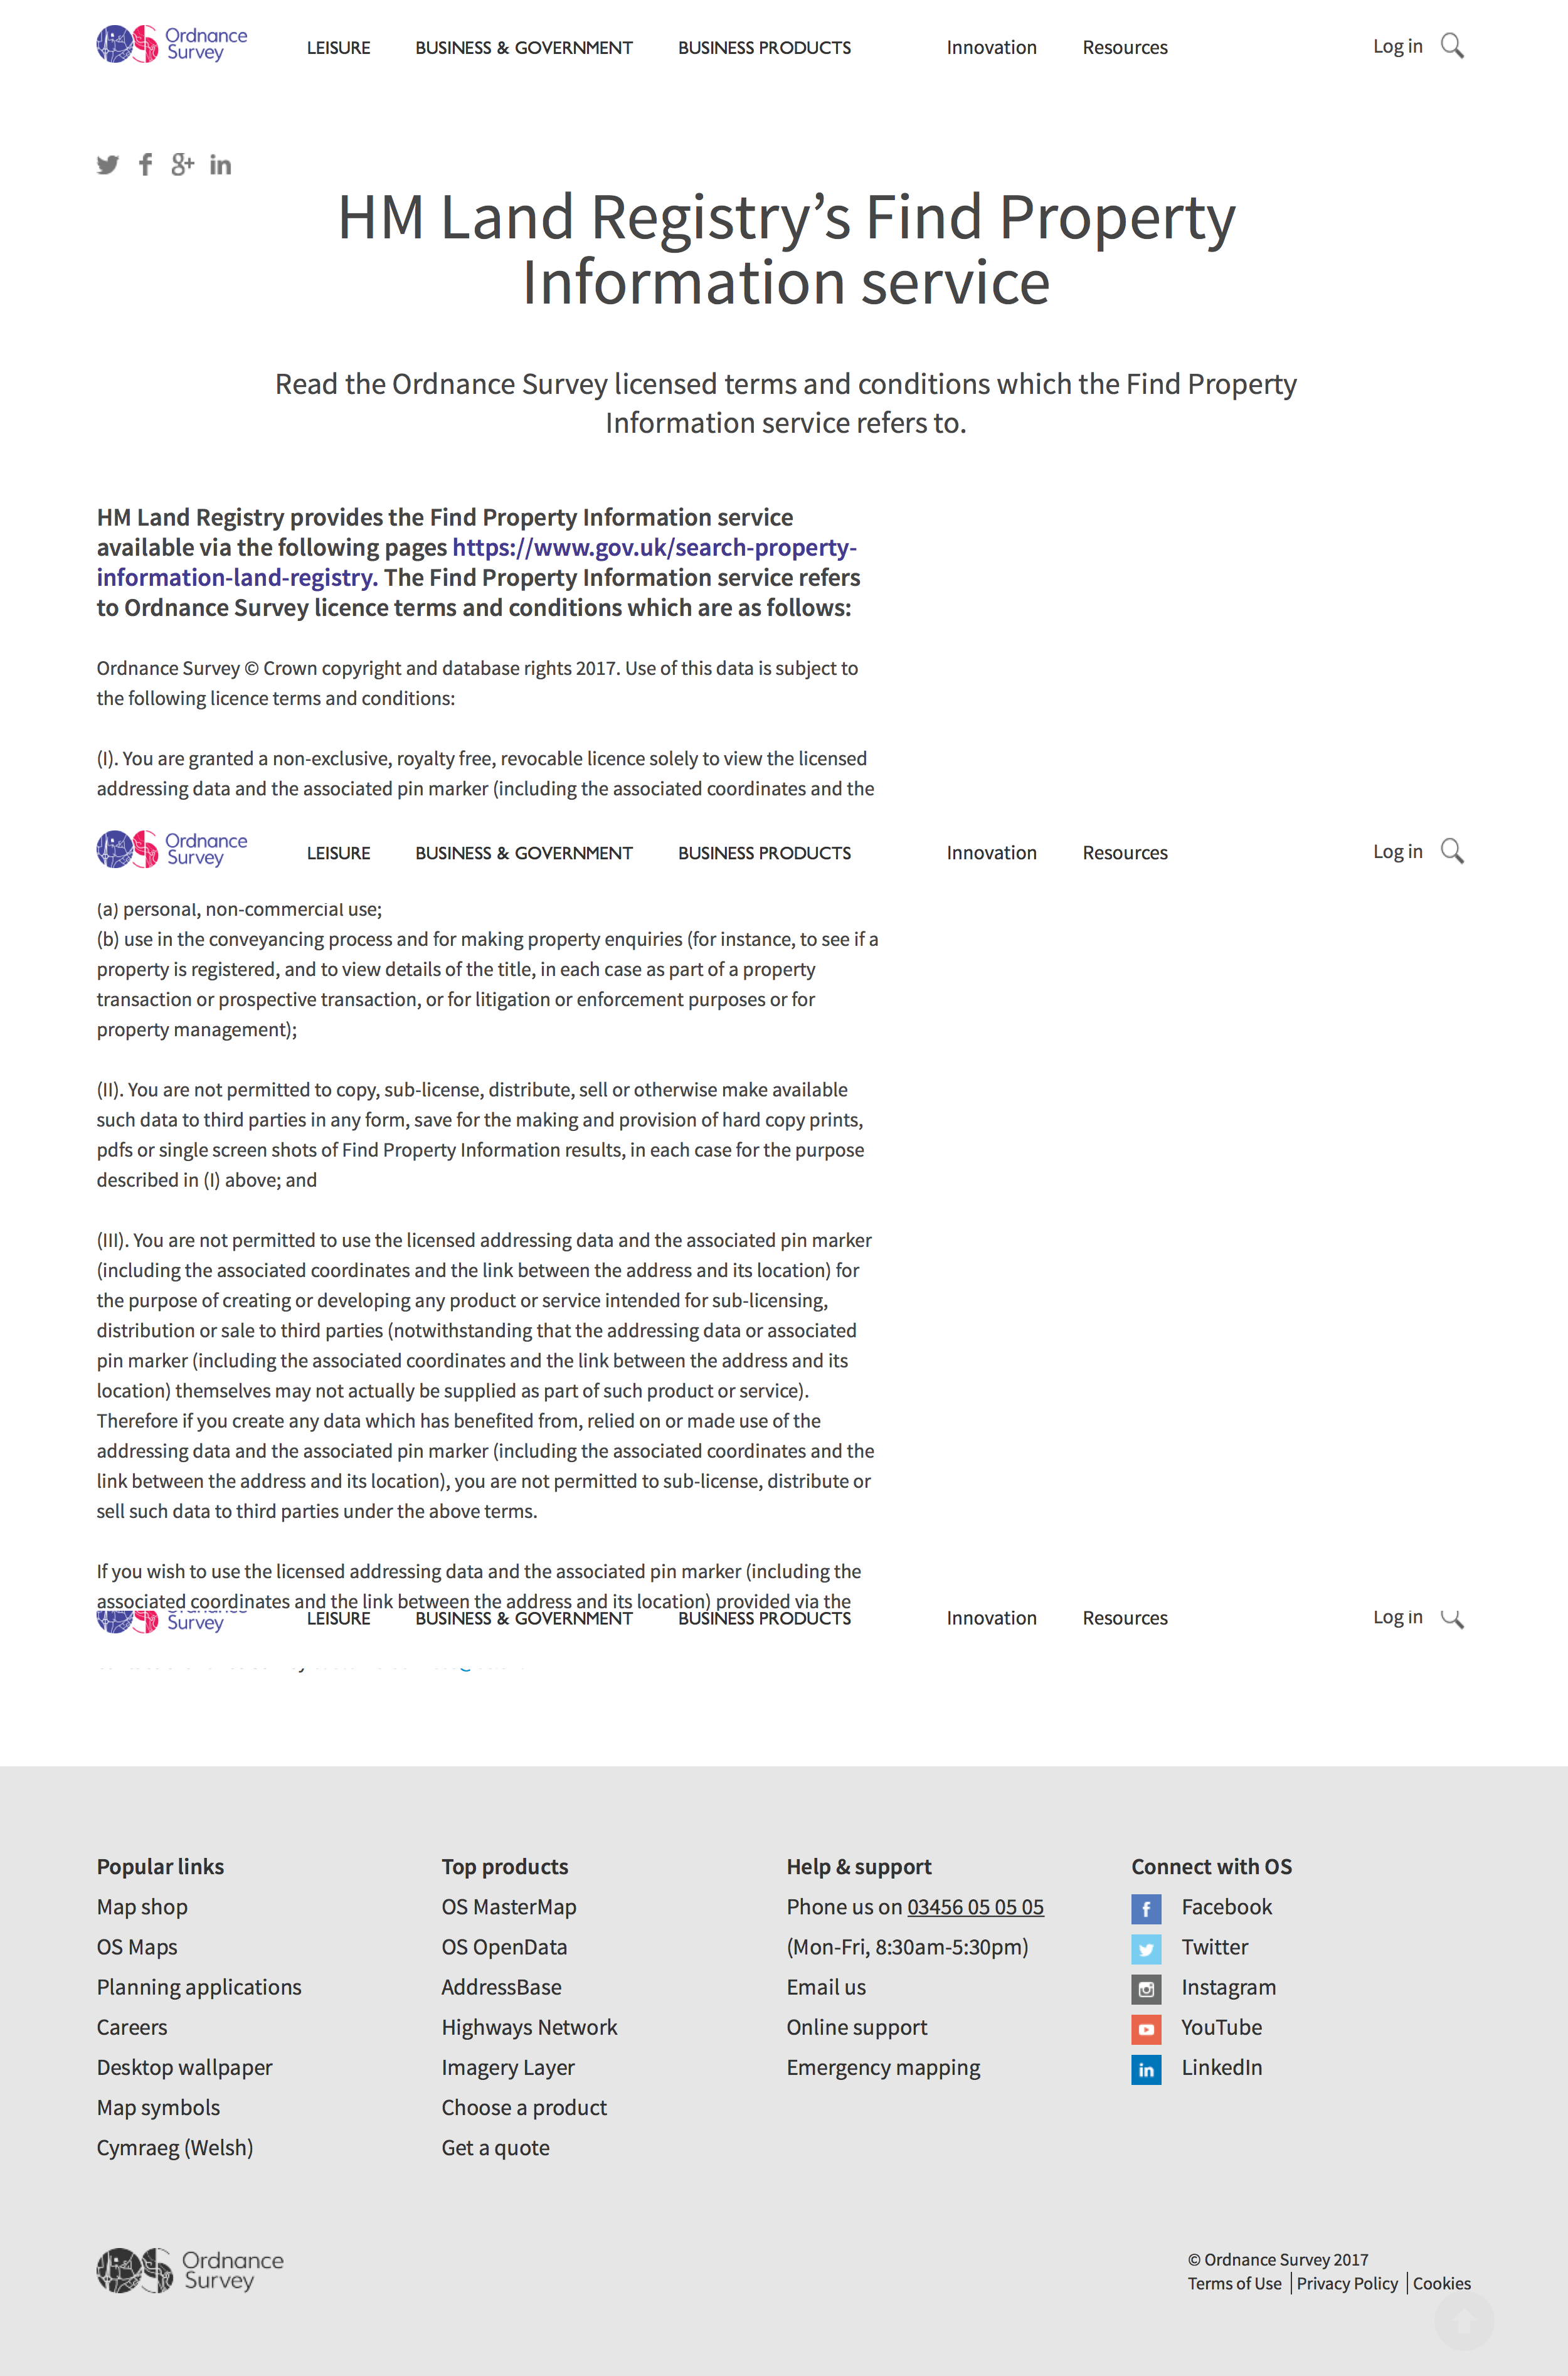 Ordnance
Survey
LEISURE BUSINESS & GOVERNMENT BUSINESS PRODUCTS Innovation Resources Log in
HM Land Registry’s Find Property
Information service
Read the Ordnance Survey licensed terms and conditions which the Find Property
Information service refers to.
HM Land Registry provides the Find Property Information service
available via the following pages https://www.gov.uk/search-property-
information-land-registry. The Find Property Information service refers
to Ordnance Survey licence terms and conditions which are as follows:
Ordnance Survey © Crown copyright and database rights 2017. Use of this data is subject to
the following licence terms and conditions:
(I). You are granted a non-exclusive, royalty free, revocable licence solely to view the licensed
addressing data and the associated pin marker (including the associated coordinates and the
Ordnance
Survey
LEISURE BUSINESS & GOVERNMENT BUSINESS PRODUCTS Innovation Resources Log in
(a) personal, non-commercial use;
(b) use in the conveyancing process and for making property enquiries (for instance, to see if a
property is registered, and to view details of the title, in each case as part of a property
transaction or prospective transaction, or for litigation or enforcement purposes or for
property management);
(II). You are not permitted to copy, sub-license, distribute, sell or otherwise make available
such data to third parties in any form, save for the making and provision of hard copy prints,
pdfs or single screen shots of Find Property Information results, in each case for the purpose
described in (I) above; and
(III). You are not permitted to use the licensed addressing data and the associated pin marker
(including the associated coordinates and the link between the address and its location) for
the purpose of creating or developing any product or service intended for sub-licensing,
distribution or sale to third parties (notwithstanding that the addressing data or associated
pin marker (including the associated coordinates and the link between the address and its
location) themselves may not actually be supplied as part of such product or service).
Therefore if you create any data which has benefited from, relied on or made use of the
addressing data and the associated pin marker (including the associated coordinates and the
link between the address and its location), you are not permitted to sub-license, distribute or
sell such data to third parties under the above terms.
If you wish to use the licensed addressing data and the associated pin marker (including the
associated coordinates and the link between the address and its location) provided via the
Survey
LEISURE BUSINESS & GOVERNMENT BUSINESS PRODUCTS Innovation Resources Log in
Popular links
Map shop
OS Maps
Planning applications
Careers
Desktop wallpaper
Map symbols
Cymraeg (Welsh)
Top products
OS MasterMap
OS OpenData
AddressBase
Highways Network
Imagery Layer
Choose a product
Get a quote
Help & support
Phone us on 03456 05 05 05
(Mon-Fri, 8:30am-5:30pm)
Email us
Online support
Emergency mapping
Connect with OS
Facebook
Twitter
Instagram
YouTube
LinkedIn
Ordnance
Survey
© Ordnance Survey 2017
Terms of Use | Privacy Policy | Cookies